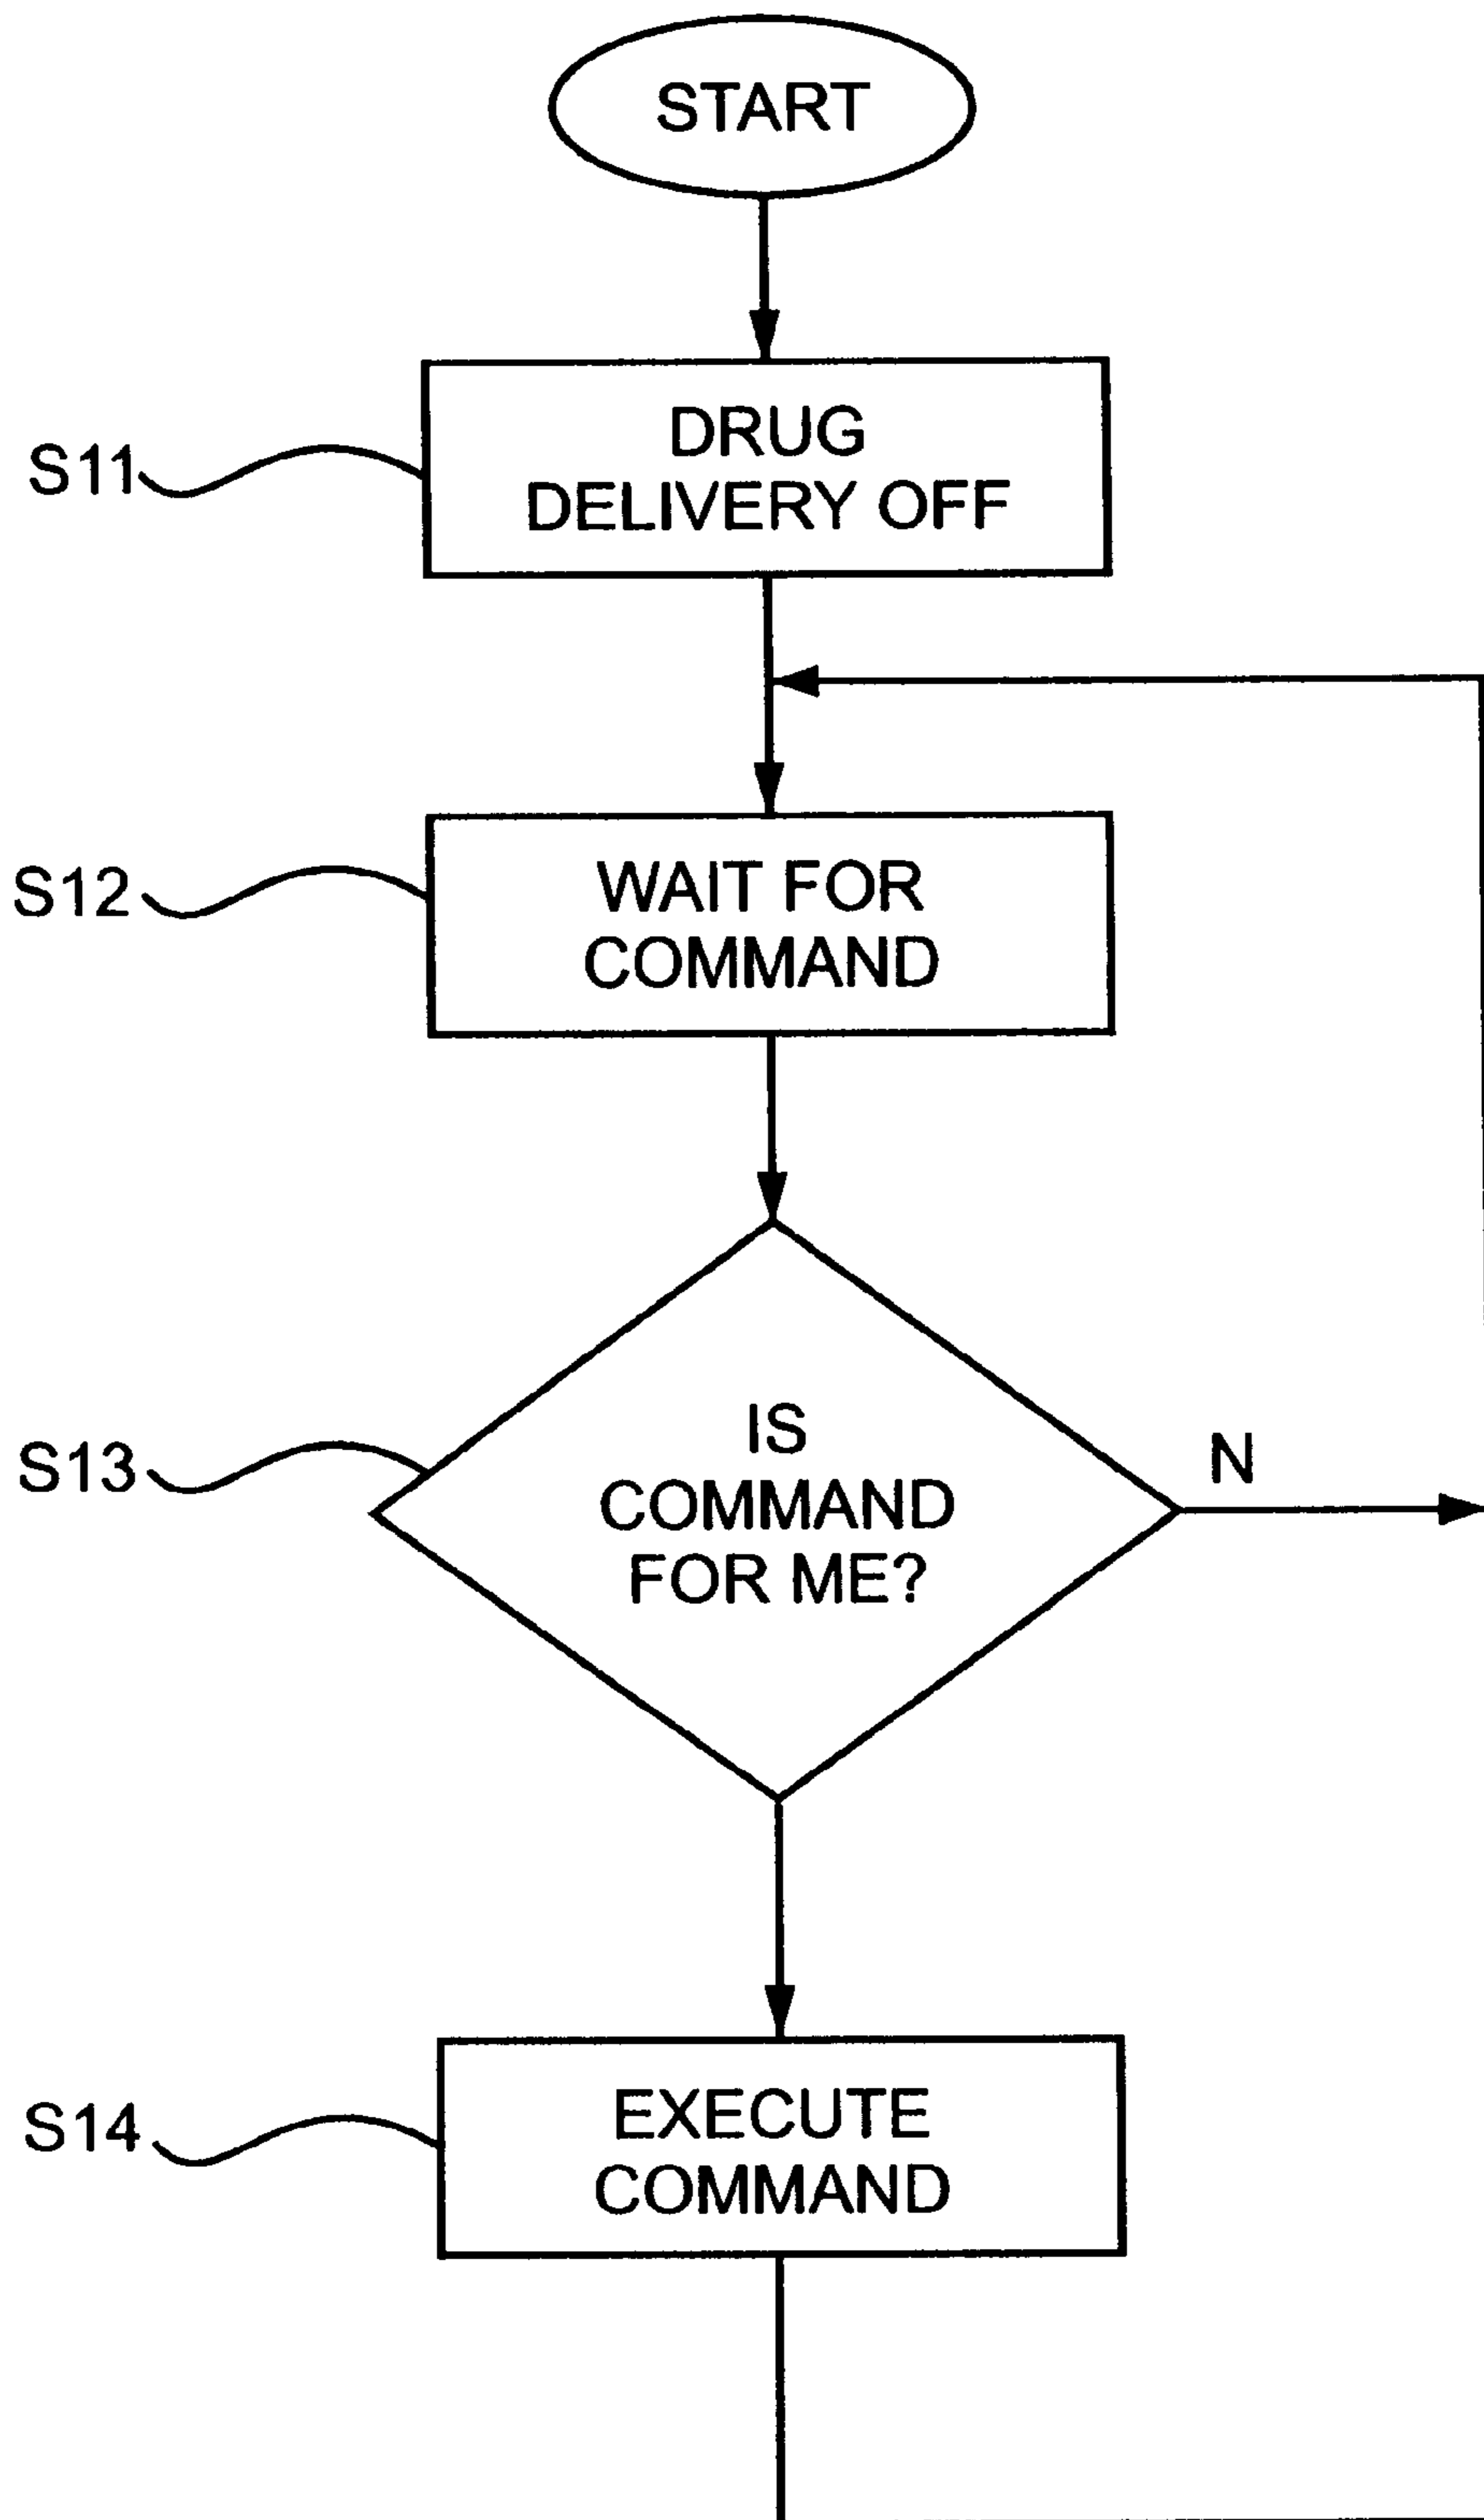 START
S11
DRUG
DELIVERY OFF
S12
WAIT FOR
COMMAND
S13
IS
COMMAND
FOR ME?
N
S14
EXECUTE
COMMAND